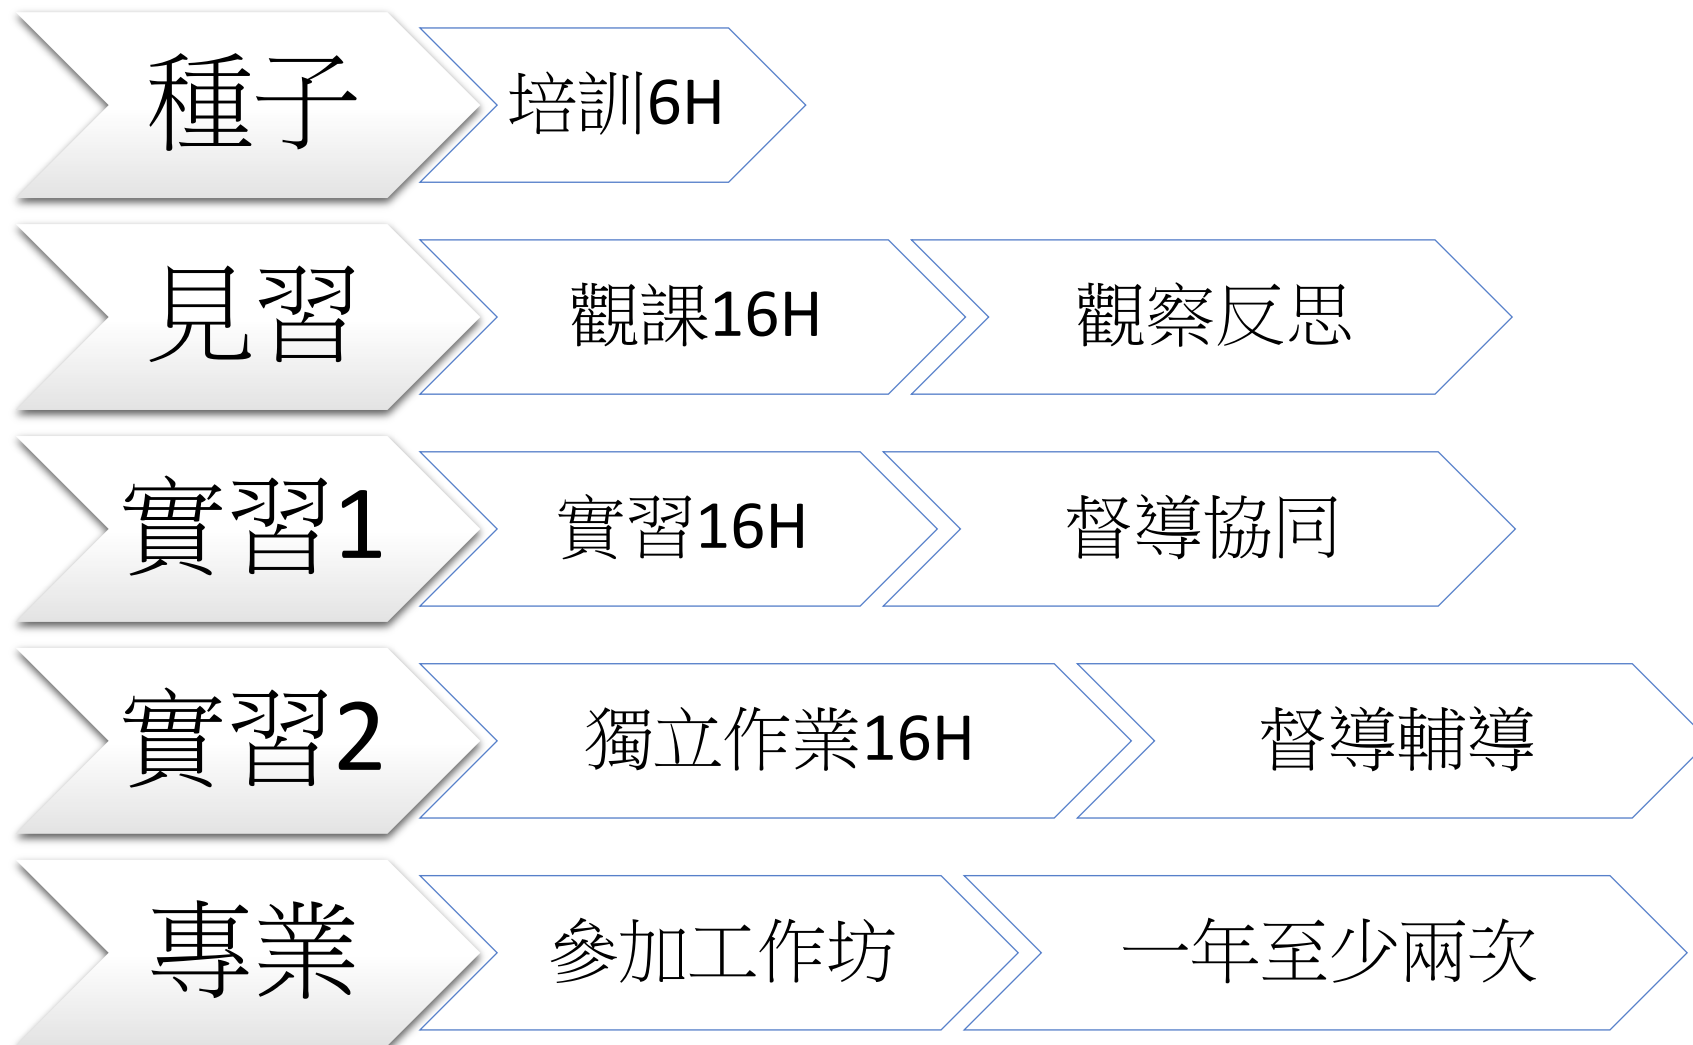 種子 培訓6H
見習 觀課16H 觀察反思
實習1 實習16H 督導協同
實習2 獨立作業16H 督導輔導
專業 參加工作坊 一年至少兩次